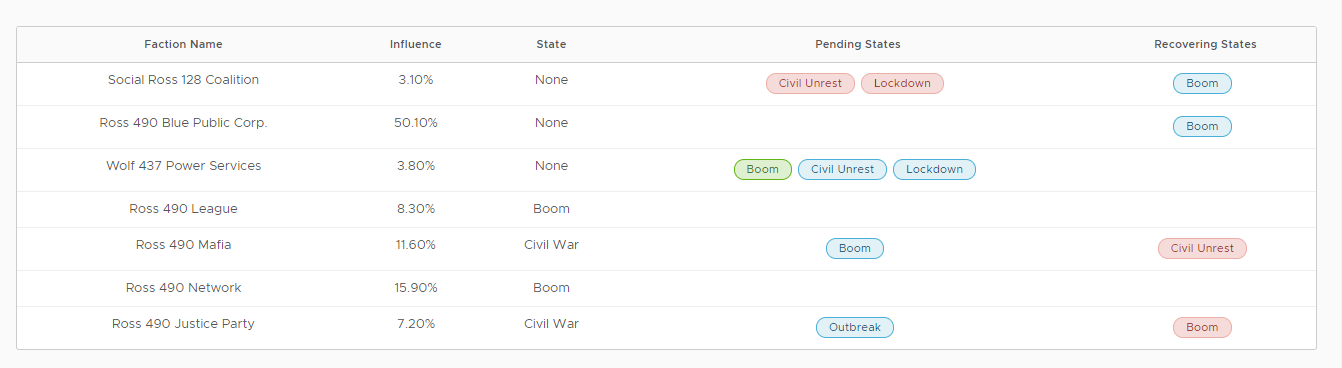 Faction Name Influence State Pending States Recovering States
Social Ross 128 Coalition 3.10% None Civil Unrest Lockdown Boom
Ross 490 Blue Public Corp. 50.10% None Boom
Wolf 437 Power Services 3.80% None Boom Civil Unrest Lockdown
Ross 490 League 8.30% Boom
Ross 490 Mafia 11.60% Civil War Boom Civil Unrest
Ross 490 Network 15.90% Boom
Ross 490 Justice Party 7.20% Civil War Outbreak Boom